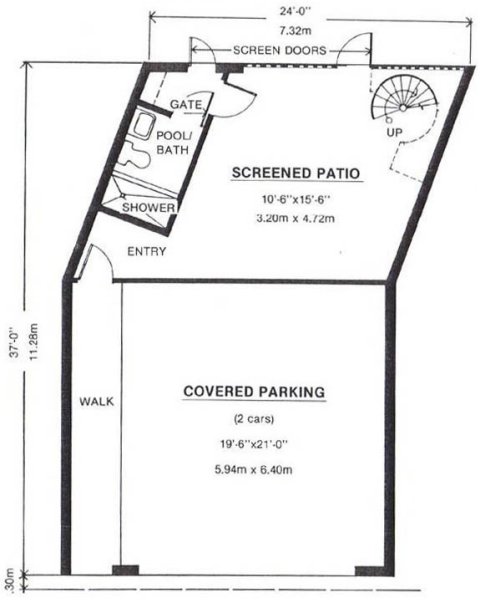 24'-0"
7.32m
SCREEN DOORS
GATE
POOL/
BATH
UP
SCREENED PATIO
10'-6"x15'-6"
3.20m x 4.72m
SHOWER
ENTRY
37'-0"
11.28m
COVERED PARKING
(2 cars)
19'-6"x21'-0"
5.94m x 6.40m
WALK
.30m